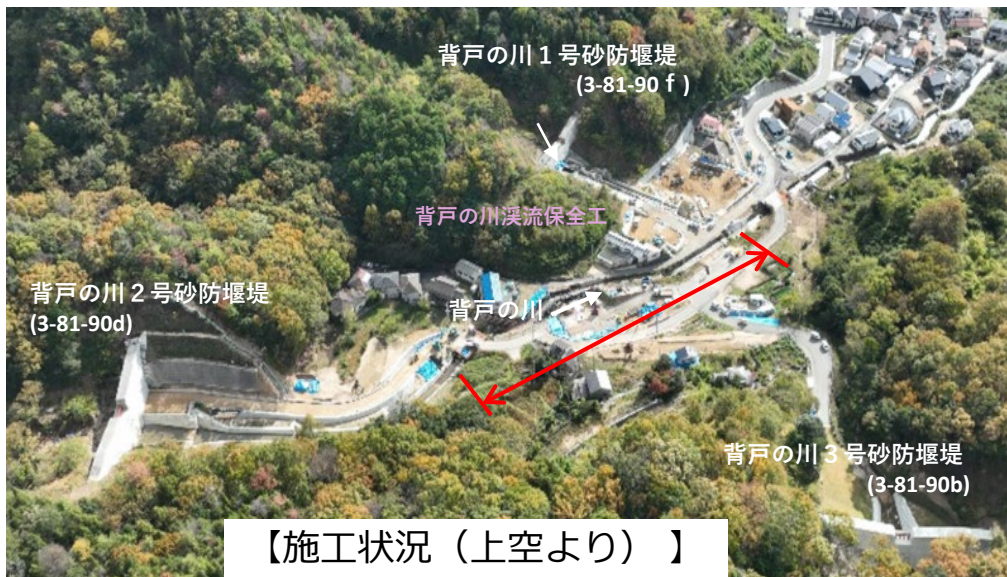 背戸の川１号砂防堰堤
(3-81-90ｆ)
背戸の川渓流保全工
背戸の川２号砂防堰堤
(3-81-90d)
背戸の川
背戸の川３号砂防堰堤
(3-81-90b)
【施工状況（上空より） 】